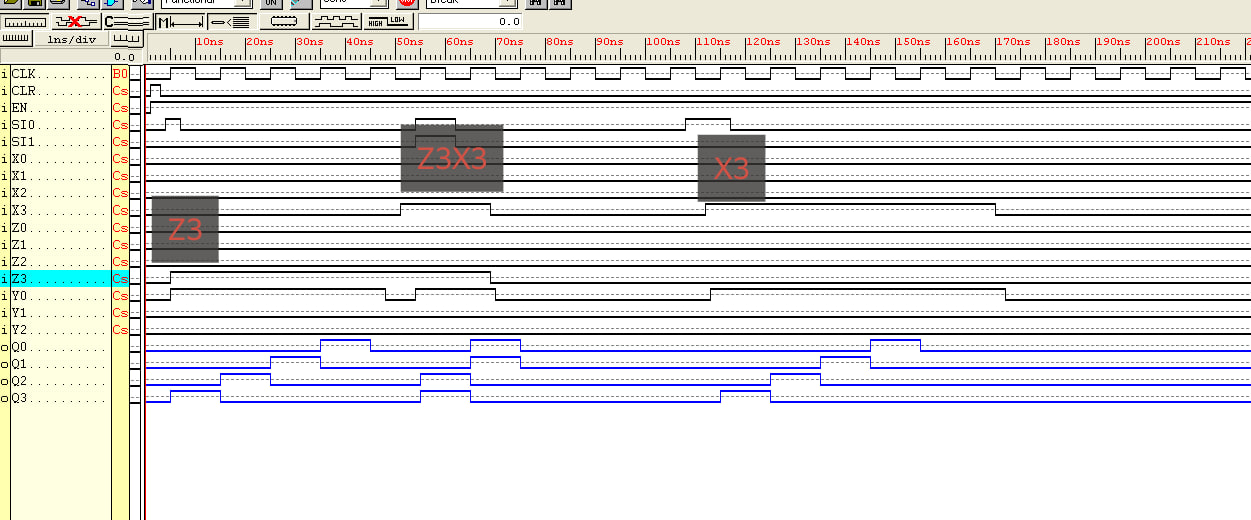 Functional
ON
Break
HIGH LOW
0.0
1ns/div
10ns 20ns 30ns 40ns 50ns 60ns 70ns 80ns 90ns 100ns 110ns 120ns 130ns 140ns 150ns 160ns 170ns 180ns 190ns 200ns 210ns
0.0
i CLK B0
i CLR Cs
i EN Cs
i SI0 Cs
i SI1 Cs
i X0 Cs
i X1 Cs
i X2 Cs
i X3 Cs
i Z0 Cs
i Z1 Cs
i Z2 Cs
i Z3 Cs
i Y0 Cs
i Y1 Cs
i Y2 Cs
o Q0
o Q1
o Q2
o Q3
Z3X3
X3
Z3